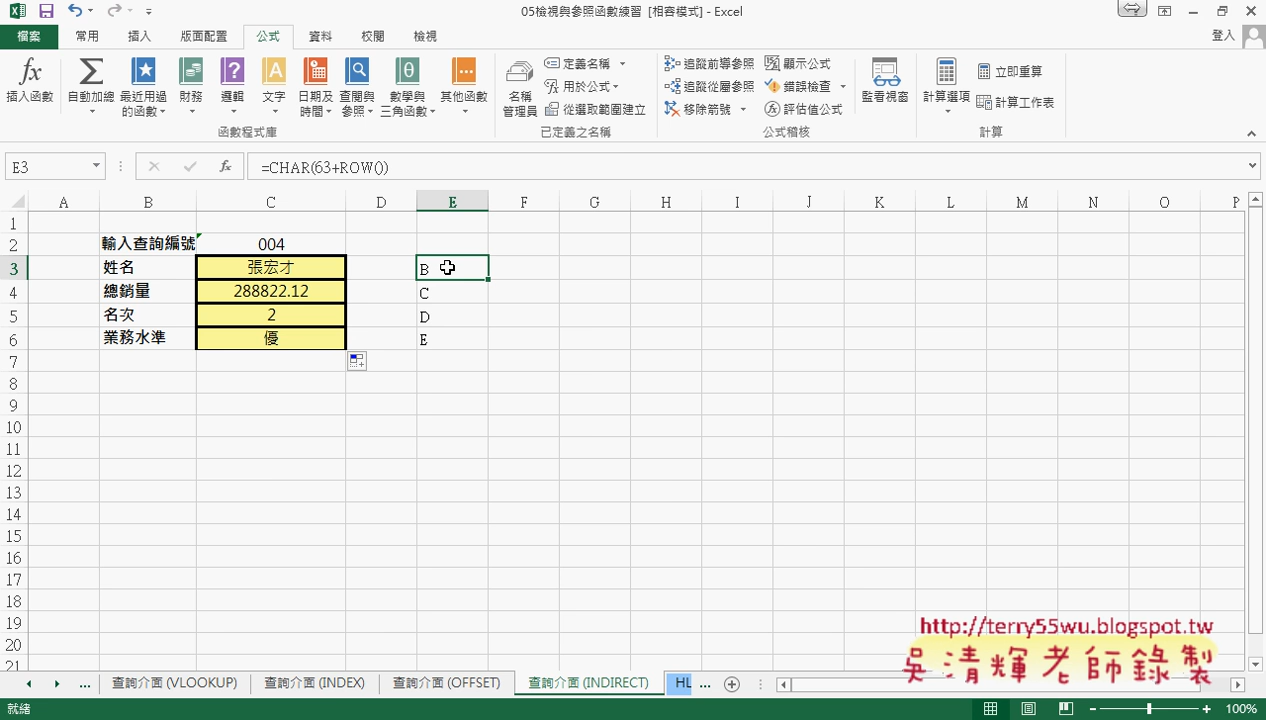 05檢視與參照函數練習 [相容模式] - Excel
檔案 常用 插入 版面配置 公式 資料 校閱 檢視 登入
插入函數 自動加總 最近用過的函數 財務 邏輯 文字 日期及時間 查閱與參照 數學與三角函數 其他函數
函數程式庫
名稱管理員 定義名稱 用於公式 從選取範圍建立
已定義之名稱
追蹤前導參照 追蹤從屬參照 移除箭號 顯示公式 錯誤檢查 評估值公式
公式稽核
監看視窗
計算選項 立即重算 計算工作表
計算
E3 fx =CHAR(63+ROW())
A B C D E F G H I J K L M N O P
1
2 輸入查詢編號 004
3 姓名 張宏才 B
4 總銷量 288822.12 C
5 名次 2 D
6 業務水準 優 E
7
8
9
10
11
12
13
14
15
16
17
18
19
20
21
http://terry55wu.blogspot.tw
吳清輝老師錄製
... 查詢介面 (VLOOKUP) 查詢介面 (INDEX) 查詢介面 (OFFSET) 查詢介面 (INDIRECT) HL ...
就緒 100%